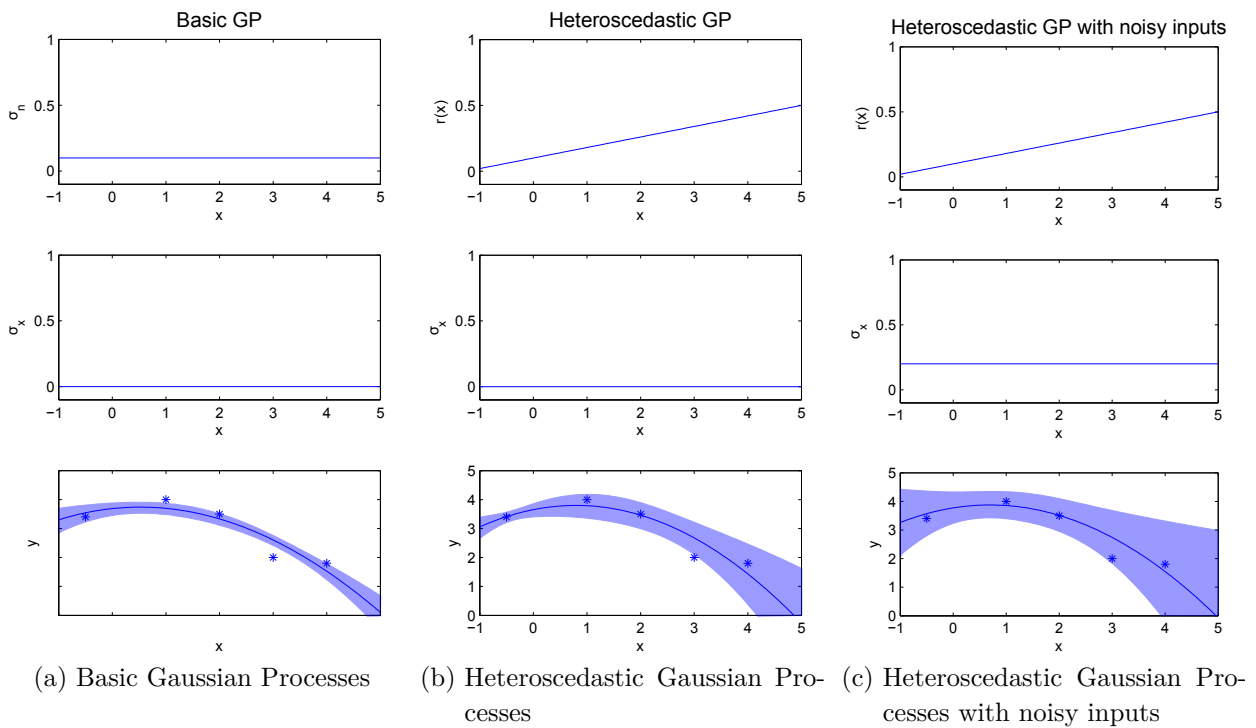 Basic GP
1
0.5
0
σn
−1 0 1 2 3 4 5
x
1
0.5
0
σx
−1 0 1 2 3 4 5
x
y
x
(a) Basic Gaussian Processes
Heteroscedastic GP
1
0.5
0
r(x)
−1 0 1 2 3 4 5
x
1
0.5
0
σx
−1 0 1 2 3 4 5
x
5
4
3
2
1
0
y
−1 0 1 2 3 4 5
x
(b) Heteroscedastic Gaussian Pro-
cesses
Heteroscedastic GP with noisy inputs
1
0.5
0
r(x)
−1 0 1 2 3 4 5
x
1
0.5
0
σx
−1 0 1 2 3 4 5
x
5
4
3
2
1
0
y
−1 0 1 2 3 4 5
x
(c) Heteroscedastic Gaussian Pro-
cesses with noisy inputs